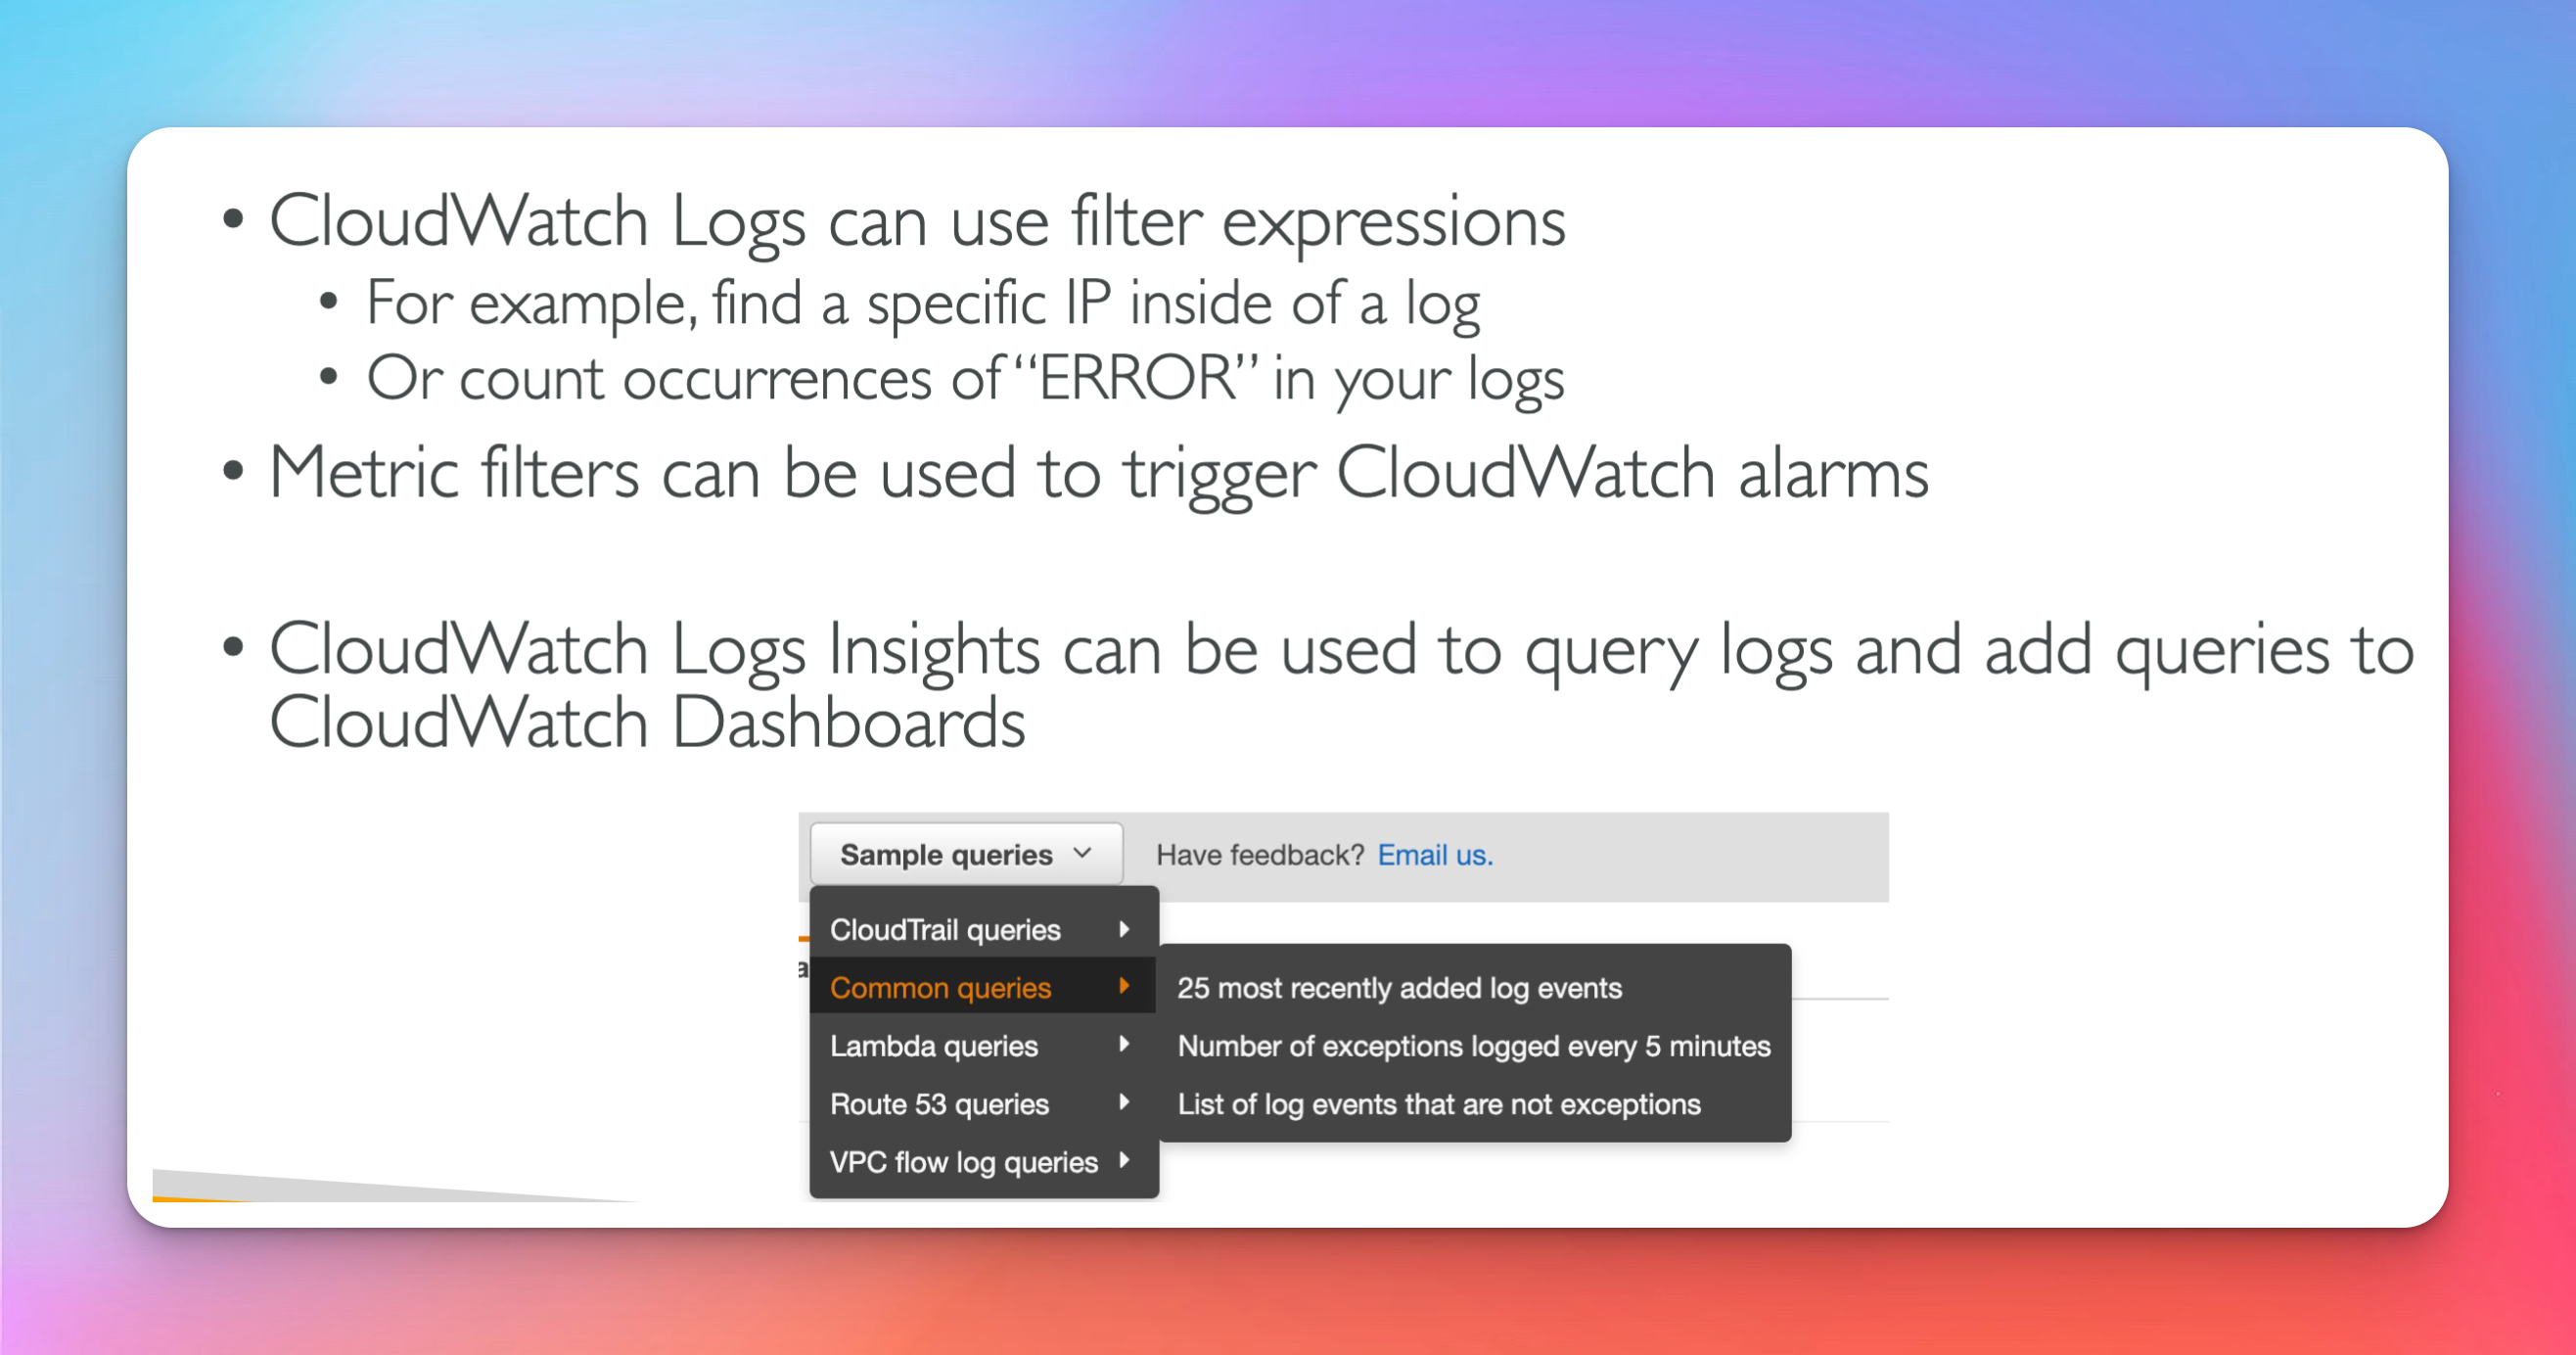 • CloudWatch Logs can use filter expressions
• For example, find a specific IP inside of a log
• Or count occurrences of “ERROR” in your logs
• Metric filters can be used to trigger CloudWatch alarms
• CloudWatch Logs Insights can be used to query logs and add queries to
CloudWatch Dashboards
Sample queries
Have feedback? Email us.
CloudTrail queries
Common queries
Lambda queries
Route 53 queries
VPC flow log queries
25 most recently added log events
Number of exceptions logged every 5 minutes
List of log events that are not exceptions